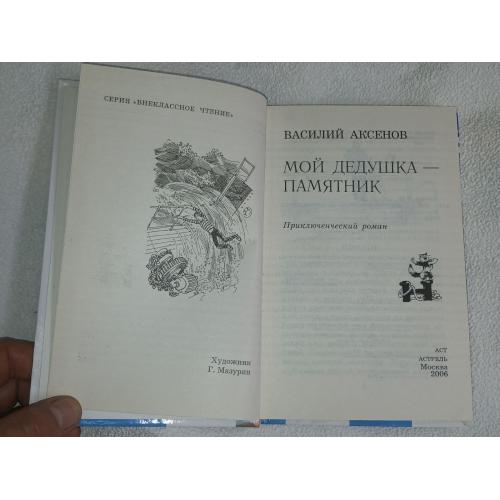 СЕРИЯ «ВНЕКЛАССНОЕ ЧТЕНИЕ»
Художник
Г. Мазурин
ВАСИЛИЙ АКСЕНОВ
МОЙ ДЕДУШКА —
ПАМЯТНИК
Приключенческий роман
АСТ
АСТРЕЛЬ
Москва
2006